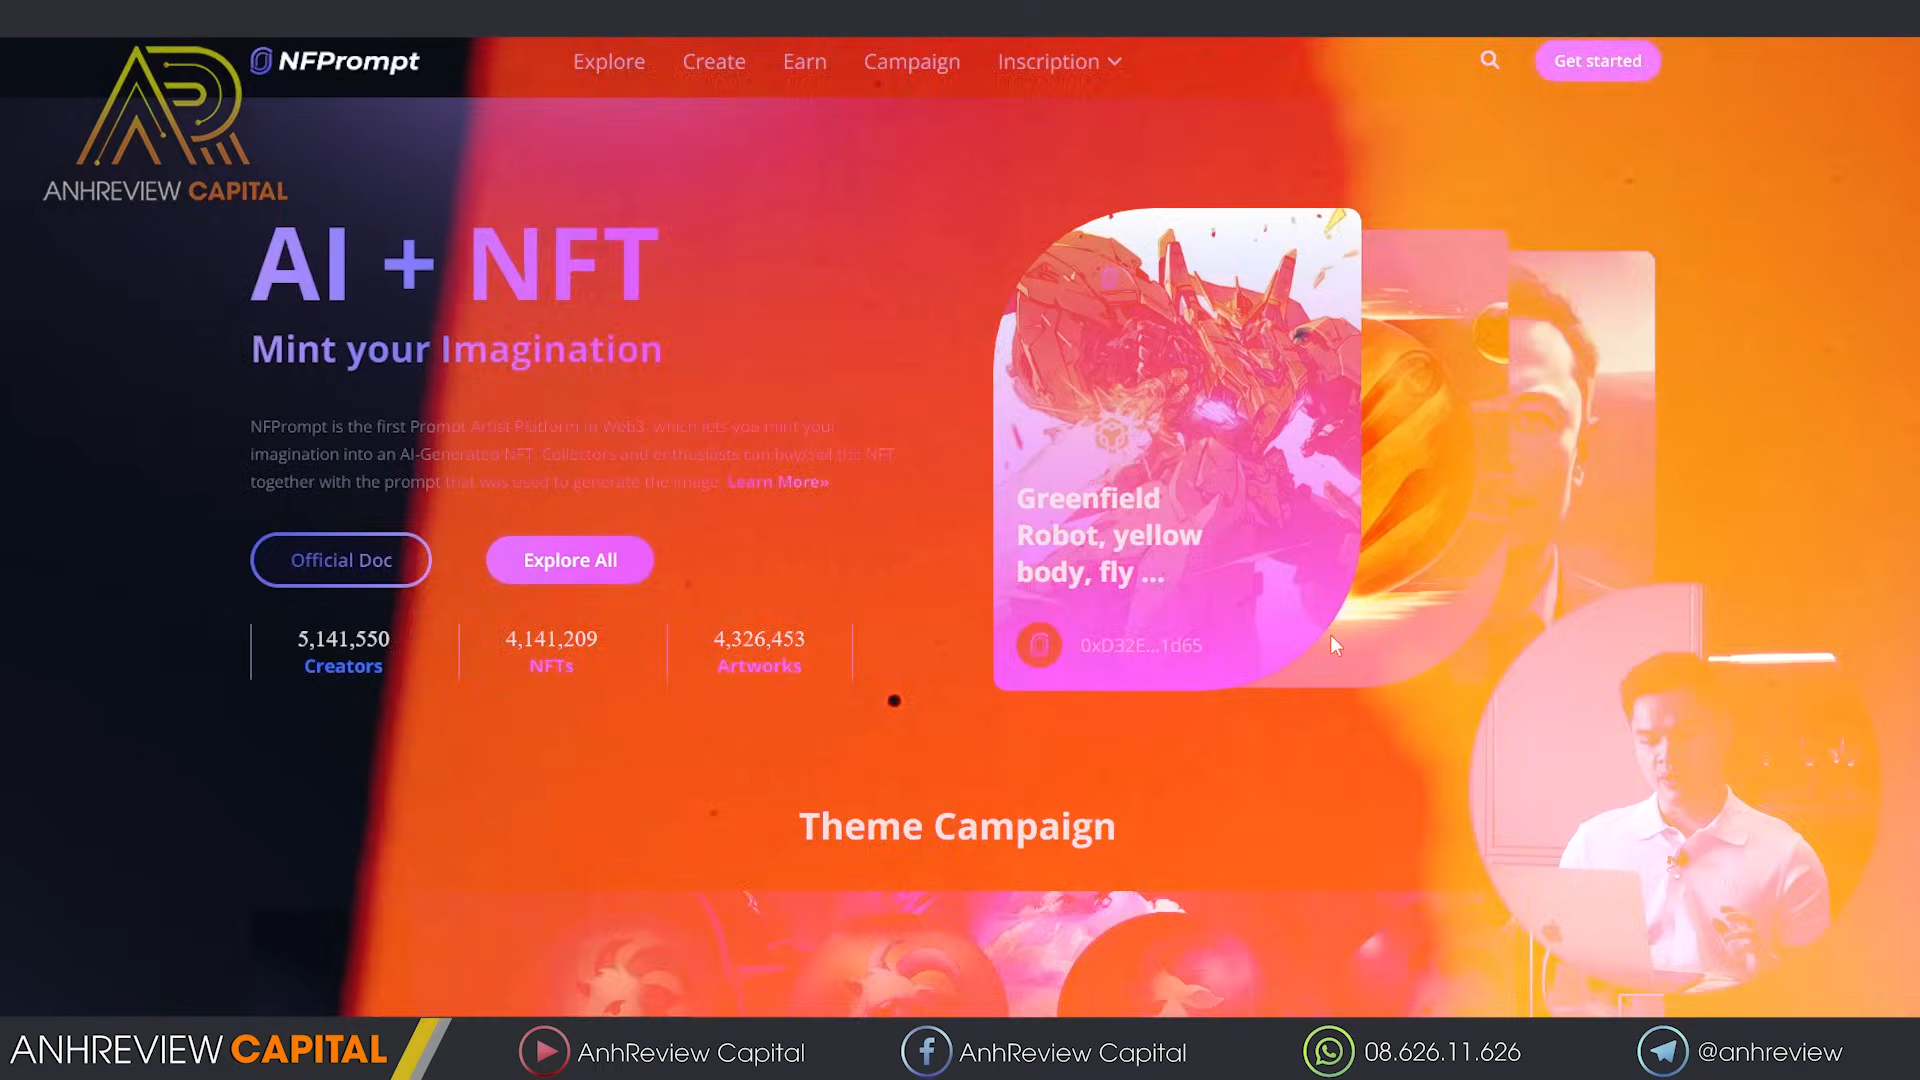 NFPrompt
Explore
Create
Earn
Campaign
Inscription
Get started
ANHREVIEW CAPITAL
AI + NFT
Mint your Imagination
NFPrompt is the first Prompt Artist Platform in Web3, which lets you mint your
imagination into an AI-Generated NFT. Collectors and enthusiasts can buy/sell the NFT
together with the prompt that was used to generate the image. Learn More»
Official Doc
Explore All
5,141,550
Creators
4,141,209
NFTs
4,326,453
Artworks
Greenfield
Robot, yellow
body, fly ...
0xD32E...1d65
Theme Campaign
ANHREVIEW CAPITAL
AnhReview Capital
AnhReview Capital
08.626.11.626
@anhreview